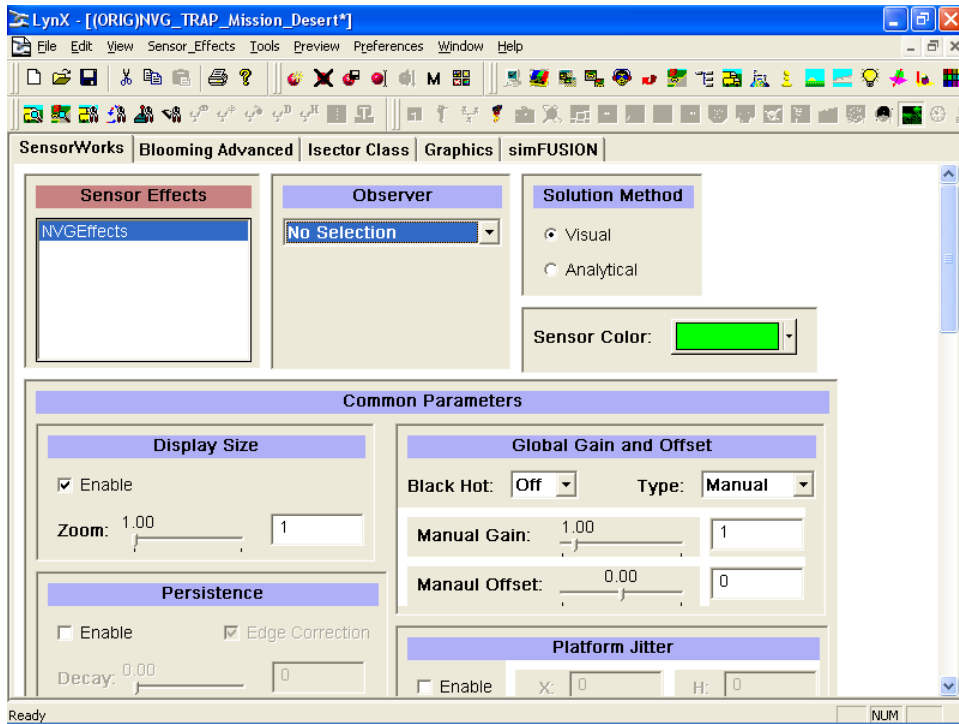 LynX - [(ORIG)NVG_TRAP_Mission_Desert*]
File Edit View Sensor_Effects Tools Preview Preferences Window Help
M
SensorWorks Blooming Advanced Isector Class Graphics simFUSION
Sensor Effects
NVGEffects
Observer
No Selection
Solution Method
Visual
Analytical
Sensor Color:
Common Parameters
Display Size
Enable
Zoom: 1.00 1
Global Gain and Offset
Black Hot: Off Type: Manual
Manual Gain: 1.00 1
Manaul Offset: 0.00 0
Persistence
Enable Edge Correction
Decay: 0.00 0
Platform Jitter
Enable X: 0 H: 0
Ready NUM